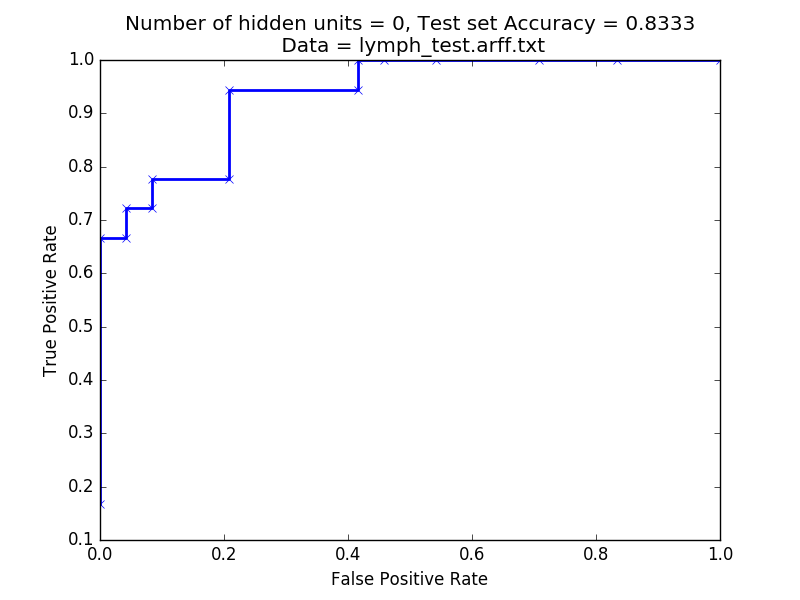 Number of hidden units = 0, Test set Accuracy = 0.8333
Data = lymph_test.arff.txt
1.0
0.9
0.8
0.7
0.6
0.5
0.4
0.3
0.2
0.1
True Positive Rate
0.0 0.2 0.4 0.6 0.8 1.0
False Positive Rate